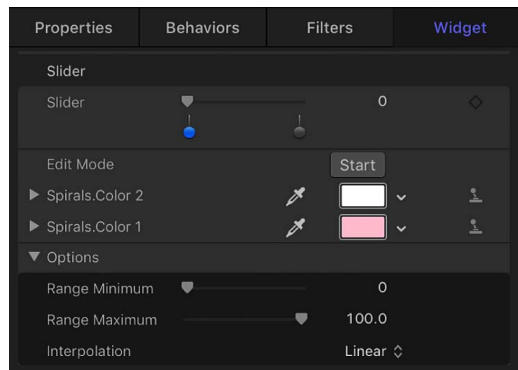 Properties Behaviors Filters Widget
Slider
Slider 0
Edit Mode Start
Spirals.Color 2
Spirals.Color 1
Options
Range Minimum 0
Range Maximum 100.0
Interpolation Linear